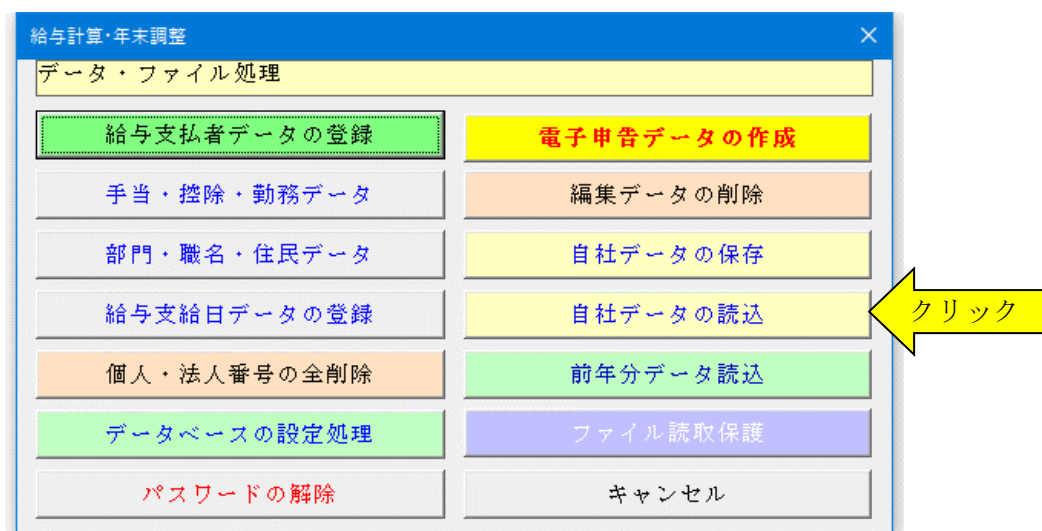 給与計算・年末調整
データ・ファイル処理
給与支払者データの登録
電子申告データの作成
手当・控除・勤務データ
編集データの削除
部門・職名・住民データ
自社データの保存
給与支給日データの登録
自社データの読込
クリック
個人・法人番号の全削除
前年分データ読込
データベースの設定処理
ファイル読取保護
パスワードの解除
キャンセル